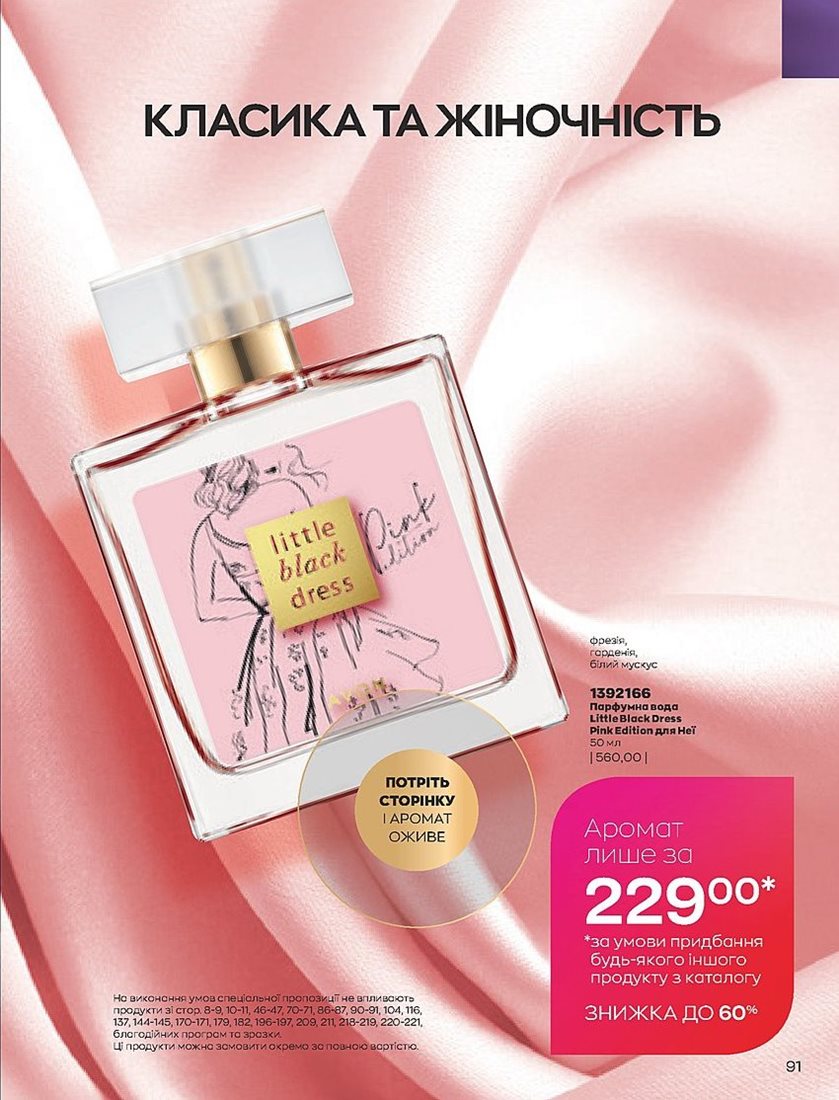 КЛАСИКА ТА ЖІНОЧНІСТЬ
little
black
dress
Pink
Edition
AVON
фрезія,
гарденія,
білий мускус
1392166
Парфумна вода
Little Black Dress
Pink Edition для Неї
50 мл
|560,00|
ПОТРІТЬ
СТОРІНКУ
І АРОМАТ
ОЖИВЕ
Аромат
лише за
229⁰⁰*
*за умови придбання
будь-якого іншого
продукту з каталогу
ЗНИЖКА ДО 60%
На виконання умов спеціальної пропозиції не впливають
продукти зі стор. 8-9, 10-11, 46-47, 70-71, 86-87, 90-91, 104, 116,
137, 144-145, 170-171, 179, 182, 196-197, 209, 211, 218-219, 220-221,
благодійних програм та зразки.
Ці продукти можна замовити окремо за повною вартістю.
91